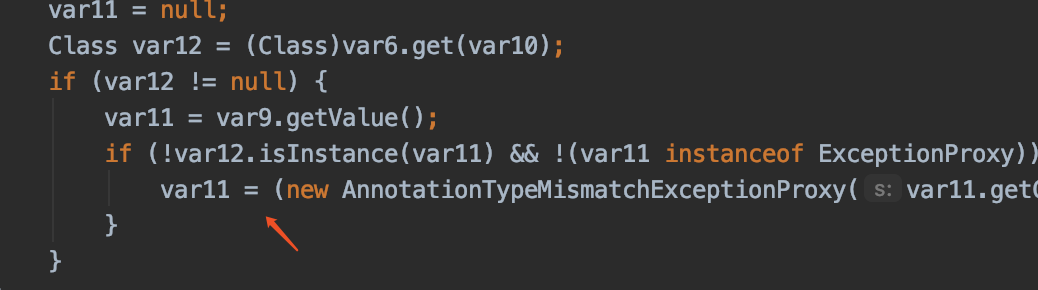 var11 = null;
Class var12 = (Class)var6.get(var10);
if (var12 != null) {
var11 = var9.getValue();
if (!var12.isInstance(var11) && !(var11 instanceof ExceptionProxy))
var11 = (new AnnotationTypeMismatchExceptionProxy( s: var11.get
}
}